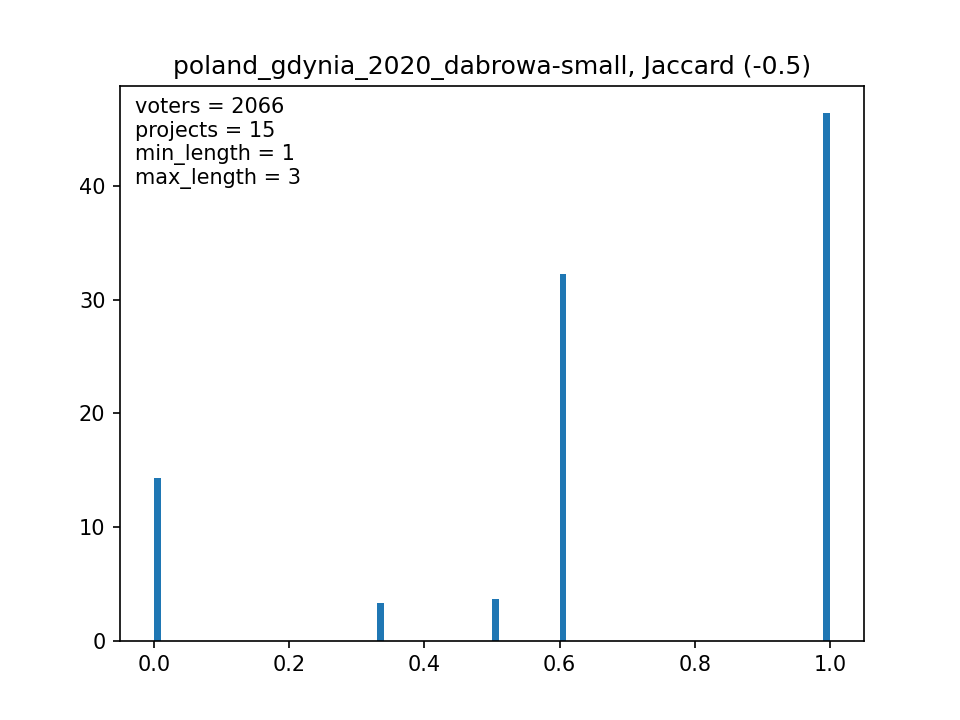 poland_gdynia_2020_dabrowa-small, Jaccard (-0.5)
voters = 2066
projects = 15
min_length = 1
max_length = 3
40
30
20
10
0
0.0 0.2 0.4 0.6 0.8 1.0